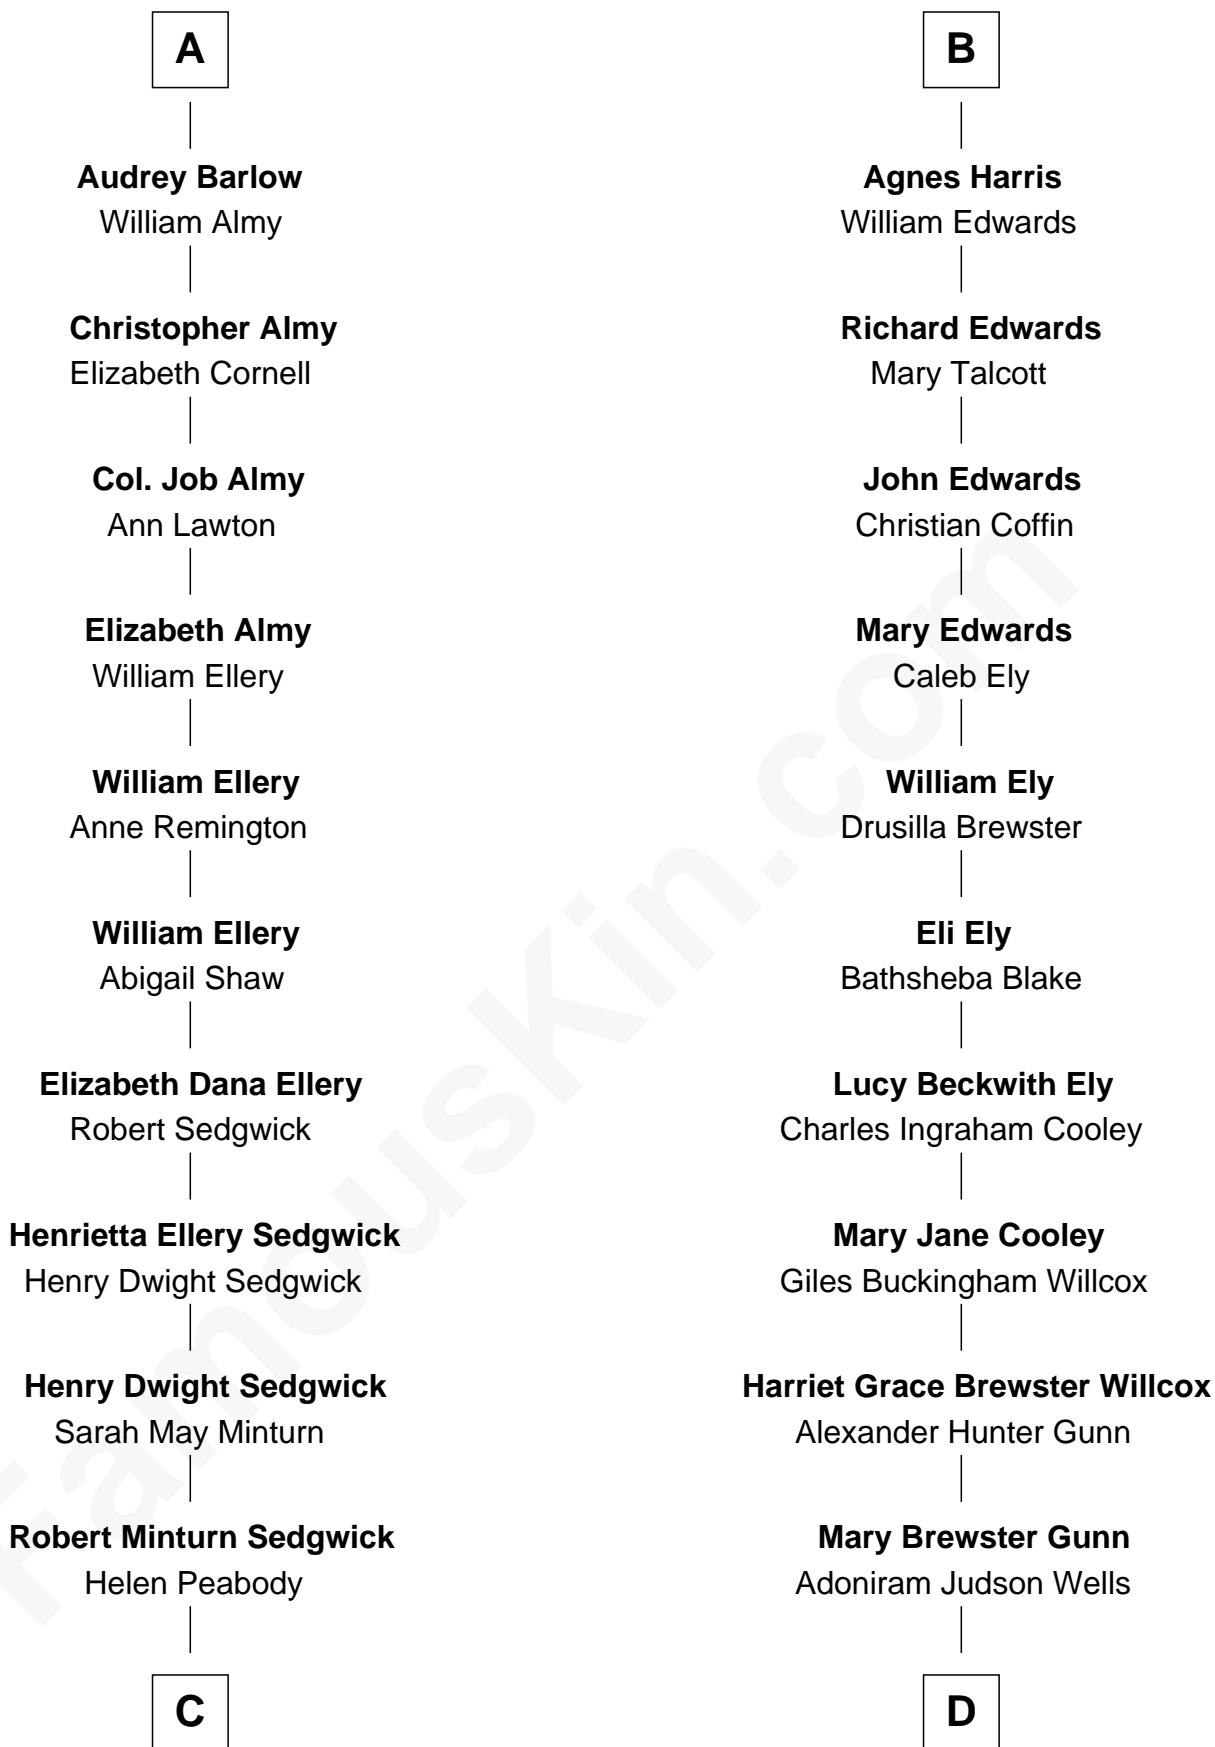 A
Audrey Barlow
William Almy
Christopher Almy
Elizabeth Cornell
Col. Job Almy
Ann Lawton
Elizabeth Almy
William Ellery
William Ellery
Anne Remington
William Ellery
Abigail Shaw
Elizabeth Dana Ellery
Robert Sedgwick
Henrietta Ellery Sedgwick
Henry Dwight Sedgwick
Henry Dwight Sedgwick
Sarah May Minturn
Robert Minturn Sedgwick
Helen Peabody
C
B
Agnes Harris
William Edwards
Richard Edwards
Mary Talcott
John Edwards
Christian Coffin
Mary Edwards
Caleb Ely
William Ely
Drusilla Brewster
Eli Ely
Bathsheba Blake
Lucy Beckwith Ely
Charles Ingraham Cooley
Mary Jane Cooley
Giles Buckingham Willcox
Harriet Grace Brewster Willcox
Alexander Hunter Gunn
Mary Brewster Gunn
Adoniram Judson Wells
D
FamousKin.com